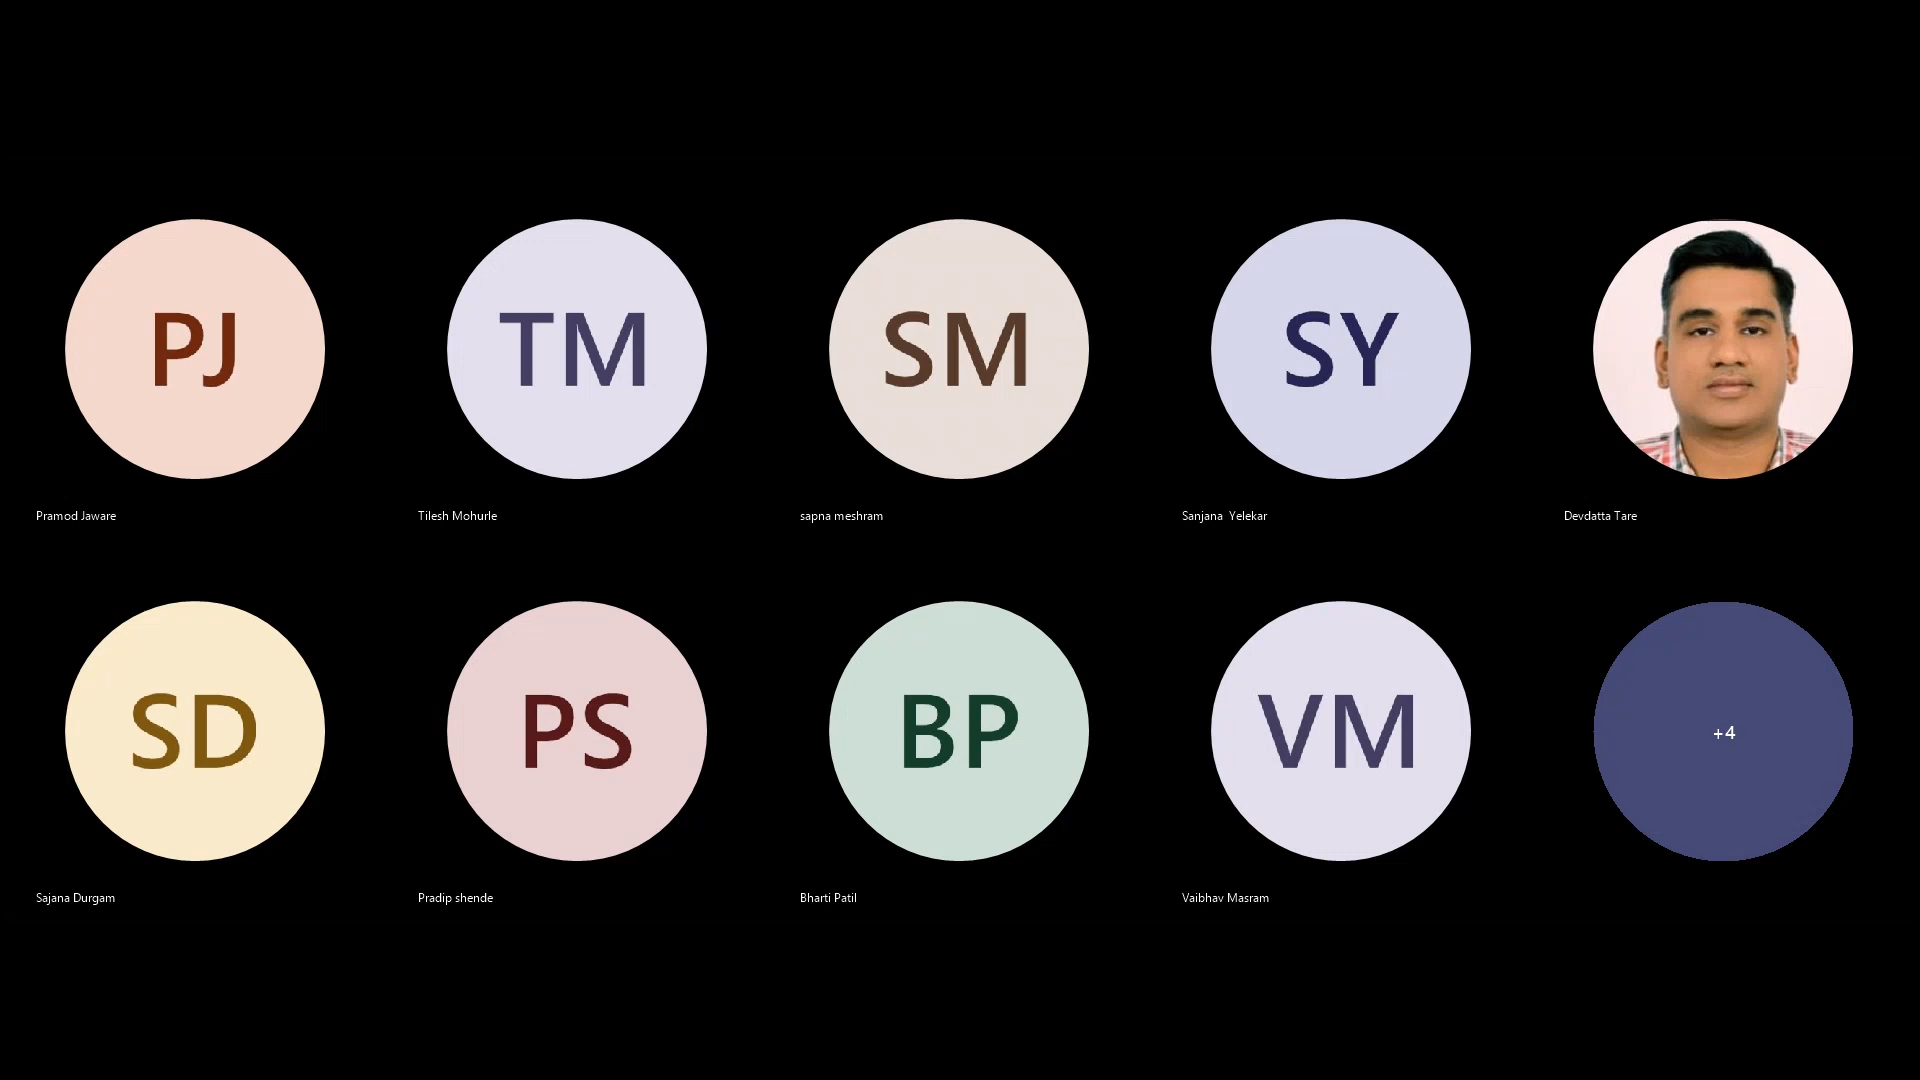 PJ
TM
SM
SY
Pramod Jaware
Tilesh Mohurle
sapna meshram
Sanjana  Yelekar
Devdatta Tare
SD
PS
BP
VM
+4
Sajana Durgam
Pradip shende
Bharti Patil
Vaibhav Masram